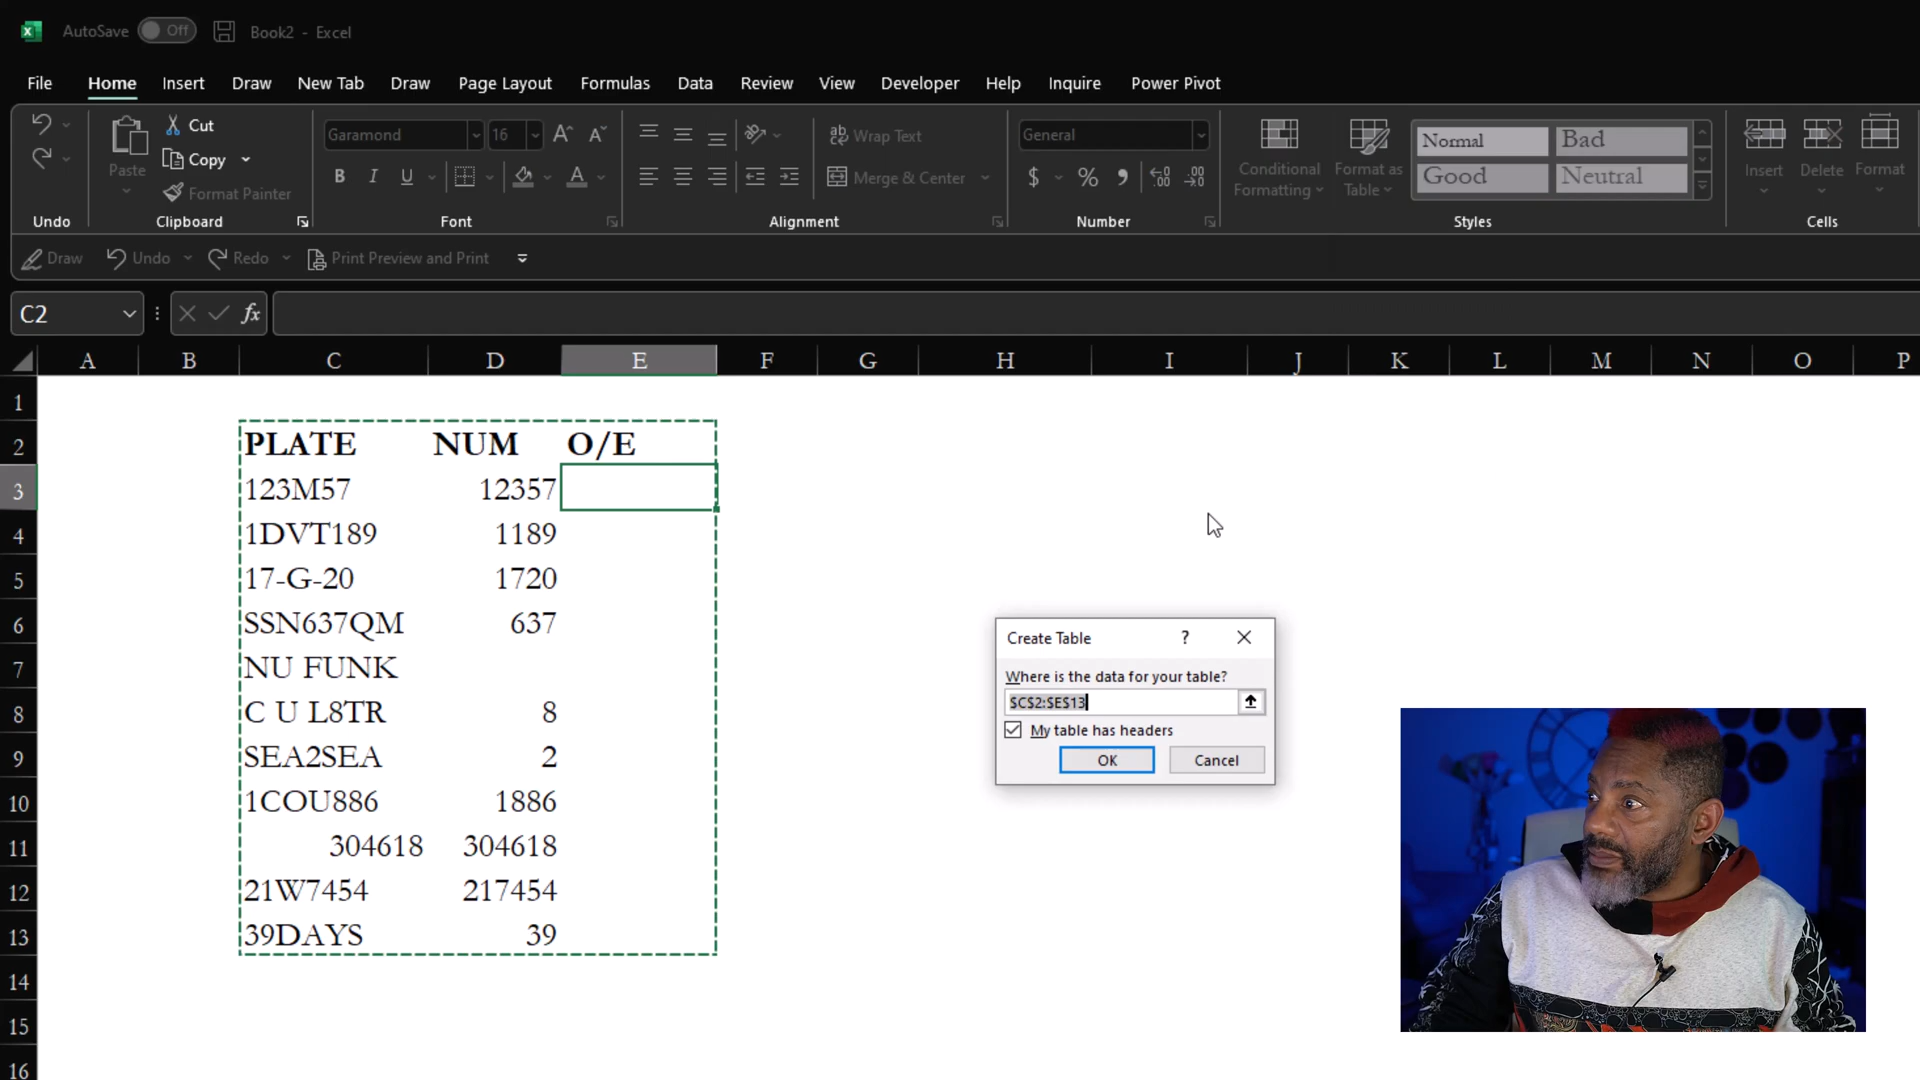 AutoSave Off Book2 - Excel
File Home Insert Draw New Tab Draw Page Layout Formulas Data Review View Developer Help Inquire Power Pivot
Paste Cut Copy Format Painter
Garamond 16
B I U A
Wrap Text
Merge & Center
General
$ % 9
Conditional Formatting
Format as Table
Normal Bad
Good Neutral
Insert Delete Format
Undo Clipboard Font Alignment Number Styles Cells
Draw Undo Redo Print Preview and Print
C2 fx
A B C D E F G H I J K L M N O P
1
2 PLATE NUM O/E
3 123M57 12357
4 1DVT189 1189
5 17-G-20 1720
6 SSN637QM 637
7 NU FUNK
8 C U L8TR 8
9 SEA2SEA 2
10 1COU886 1886
11 304618 304618
12 21W7454 217454
13 39DAYS 39
14
15
16
Create Table ?
Where is the data for your table?
$C$2:$E$13
My table has headers
OK Cancel